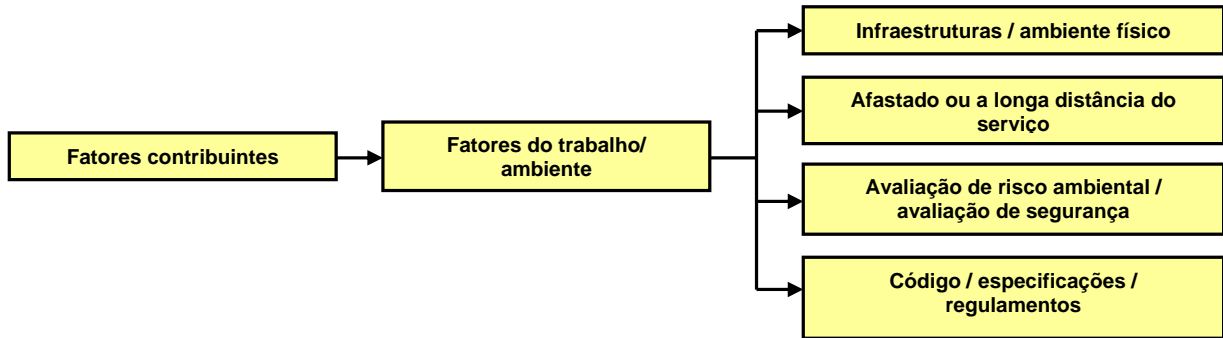 Fatores contribuintes
Fatores do trabalho/
ambiente
Infraestruturas / ambiente físico
Afastado ou a longa distância do
serviço
Avaliação de risco ambiental /
avaliação de segurança
Código / especificações /
regulamentos